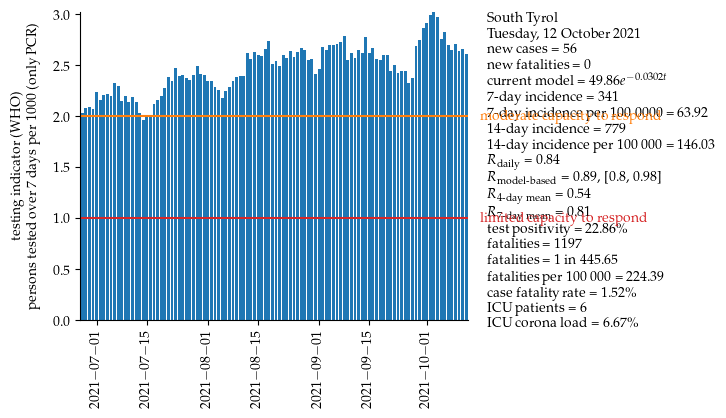 testing indicator (WHO)
persons tested over 7 days per 1000 (only PCR)
3.0
2.5
2.0
1.5
1.0
0.5
0.0
2021−07−01
2021−07−15
2021−08−01
2021−08−15
2021−09−01
2021−09−15
2021−10−01
South Tyrol
Tuesday, 12 October 2021
new cases = 56
new fatalities = 0
current model = 49.86e^{−0.0302t}
7-day incidence = 341
7-day incidence per 100 0000 = 63.92
moderate capacity to respond
14-day incidence = 779
14-day incidence per 100 000 = 146.03
R_daily = 0.84
R_model-based = 0.89, [0.8, 0.98]
R_4-day mean = 0.54
R_7-day mean = 0.81
limited capacity to respond
test positivity = 22.86%
fatalities = 1197
fatalities = 1 in 445.65
fatalities per 100 000 = 224.39
case fatality rate = 1.52%
ICU patients = 6
ICU corona load = 6.67%